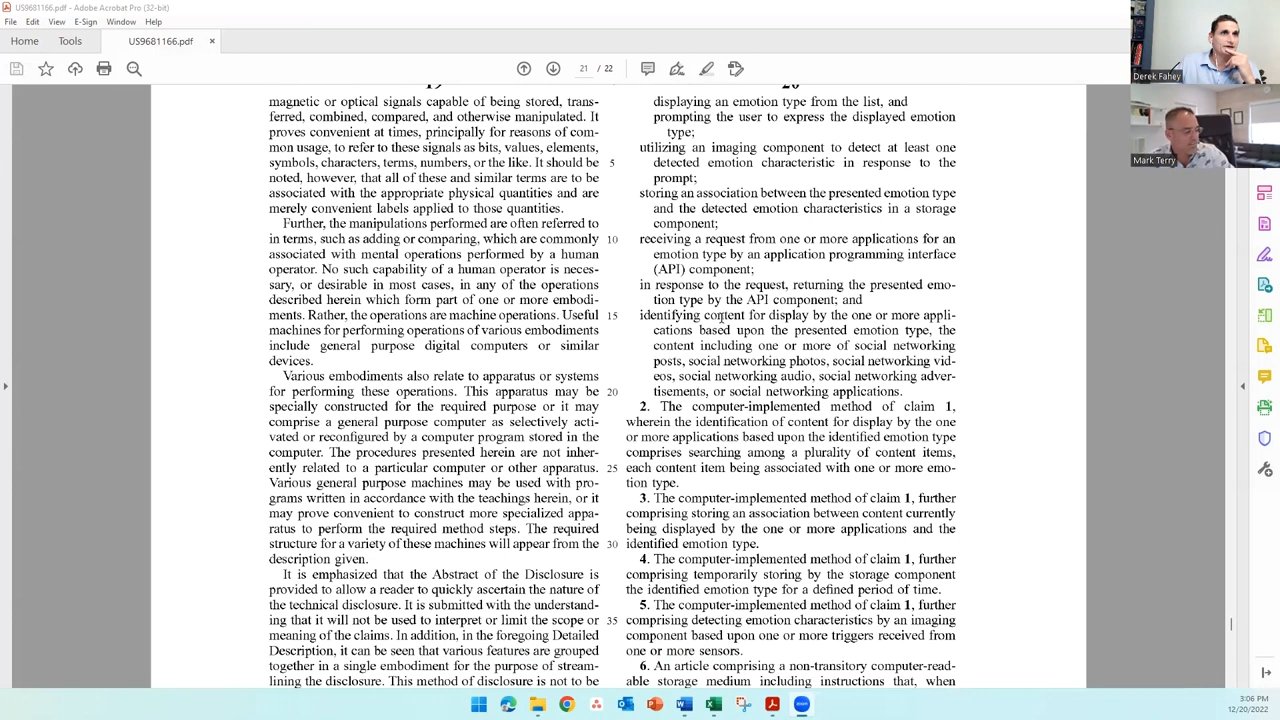 US9681166.pdf - Adobe Acrobat Pro (32-bit)
File Edit View E-Sign Window Help
Home Tools US9681166.pdf ×
21 / 22
magnetic or optical signals capable of being stored, trans-
ferred, combined, compared, and otherwise manipulated. It
proves convenient at times, principally for reasons of com-
mon usage, to refer to these signals as bits, values, elements,
symbols, characters, terms, numbers, or the like. It should be
noted, however, that all of these and similar terms are to be
associated with the appropriate physical quantities and are
merely convenient labels applied to those quantities.
Further, the manipulations performed are often referred to
in terms, such as adding or comparing, which are commonly
associated with mental operations performed by a human
operator. No such capability of a human operator is neces-
sary, or desirable in most cases, in any of the operations
described herein which form part of one or more embodi-
ments. Rather, the operations are machine operations. Useful
machines for performing operations of various embodiments
include general purpose digital computers or similar
devices.
Various embodiments also relate to apparatus or systems
for performing these operations. This apparatus may be
specially constructed for the required purpose or it may
comprise a general purpose computer as selectively acti-
vated or reconfigured by a computer program stored in the
computer. The procedures presented herein are not inher-
ently related to a particular computer or other apparatus.
Various general purpose machines may be used with pro-
grams written in accordance with the teachings herein, or it
may prove convenient to construct more specialized appa-
ratus to perform the required method steps. The required
structure for a variety of these machines will appear from the
description given.
It is emphasized that the Abstract of the Disclosure is
provided to allow a reader to quickly ascertain the nature of
the technical disclosure. It is submitted with the understand-
ing that it will not be used to interpret or limit the scope or
meaning of the claims. In addition, in the foregoing Detailed
Description, it can be seen that various features are grouped
together in a single embodiment for the purpose of stream-
lining the disclosure. This method of disclosure is not to be
5
10
15
20
25
30
35
displaying an emotion type from the list, and
prompting the user to express the displayed emotion
type;
utilizing an imaging component to detect at least one
detected emotion characteristic in response to the
prompt;
storing an association between the presented emotion type
and the detected emotion characteristics in a storage
component;
receiving a request from one or more applications for an
emotion type by an application programming interface
(API) component;
in response to the request, returning the presented emo-
tion type by the API component; and
identifying content for display by the one or more appli-
cations based upon the presented emotion type, the
content including one or more of social networking
posts, social networking photos, social networking vid-
eos, social networking audio, social networking adver-
tisements, or social networking applications.
2. The computer-implemented method of claim 1,
wherein the identification of content for display by the one
or more applications based upon the identified emotion type
comprises searching among a plurality of content items,
each content item being associated with one or more emo-
tion type.
3. The computer-implemented method of claim 1, further
comprising storing an association between content currently
being displayed by the one or more applications and the
identified emotion type.
4. The computer-implemented method of claim 1, further
comprising temporarily storing by the storage component
the identified emotion type for a defined period of time.
5. The computer-implemented method of claim 1, further
comprising detecting emotion characteristics by an imaging
component based upon one or more triggers received from
one or more sensors.
6. An article comprising a non-transitory computer-read-
able storage medium including instructions that, when
Derek Fahey
Mark Terry
3:06 PM
12/20/2022